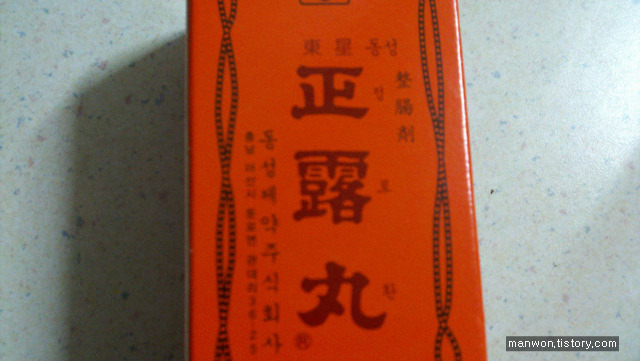 東星 동성
正露丸
정로환
整腸劑
동성제약주식회사
manwon.tistory.com